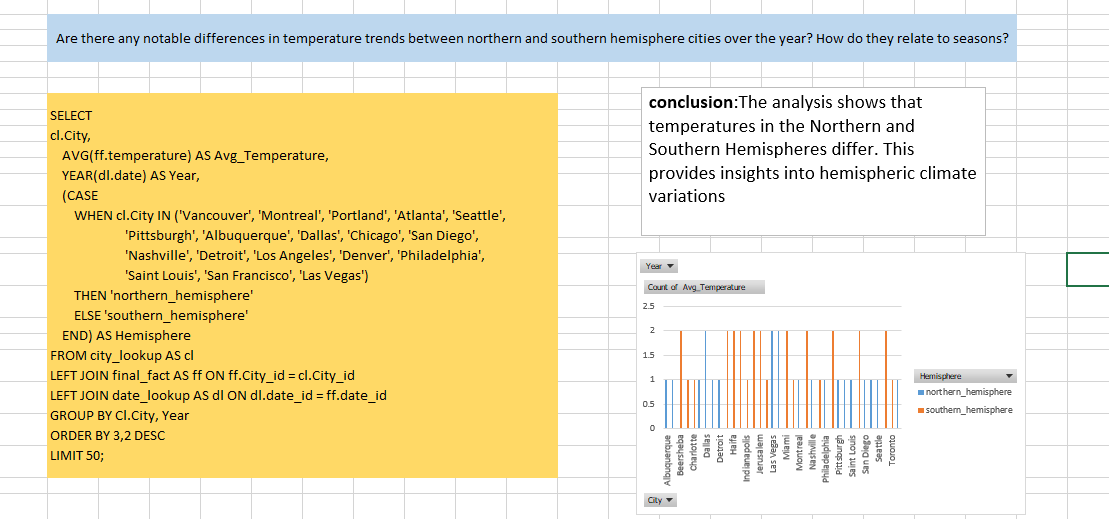 Are there any notable differences in temperature trends between northern and southern hemisphere cities over the year? How do they relate to seasons?
SELECT
cl.City,
AVG(ff.temperature) AS Avg_Temperature,
YEAR(dl.date) AS Year,
(CASE
WHEN cl.City IN ('Vancouver', 'Montreal', 'Portland', 'Atlanta', 'Seattle',
'Pittsburgh', 'Albuquerque', 'Dallas', 'Chicago', 'San Diego',
'Nashville', 'Detroit', 'Los Angeles', 'Denver', 'Philadelphia',
'Saint Louis', 'San Francisco', 'Las Vegas')
THEN 'northern_hemisphere'
ELSE 'southern_hemisphere'
END) AS Hemisphere
FROM city_lookup AS cl
LEFT JOIN final_fact AS ff ON ff.City_id = cl.City_id
LEFT JOIN date_lookup AS dl ON dl.date_id = ff.date_id
GROUP BY Cl.City, Year
ORDER BY 3,2 DESC
LIMIT 50;
conclusion:The analysis shows that
temperatures in the Northern and
Southern Hemispheres differ. This
provides insights into hemispheric climate
variations
Year
Count of Avg_Temperature
2.5
2
1.5
1
0.5
0
Albuquerque
Beersheba
Charlotte
Dallas
Detroit
Haifa
Indianapolis
Jerusalem
Las Vegas
Miami
Montreal
Nashville
Philadelphia
Pittsburgh
Saint Louis
San Diego
Seattle
Toronto
Hemisphere
northern_hemisphere
southern_hemisphere
City